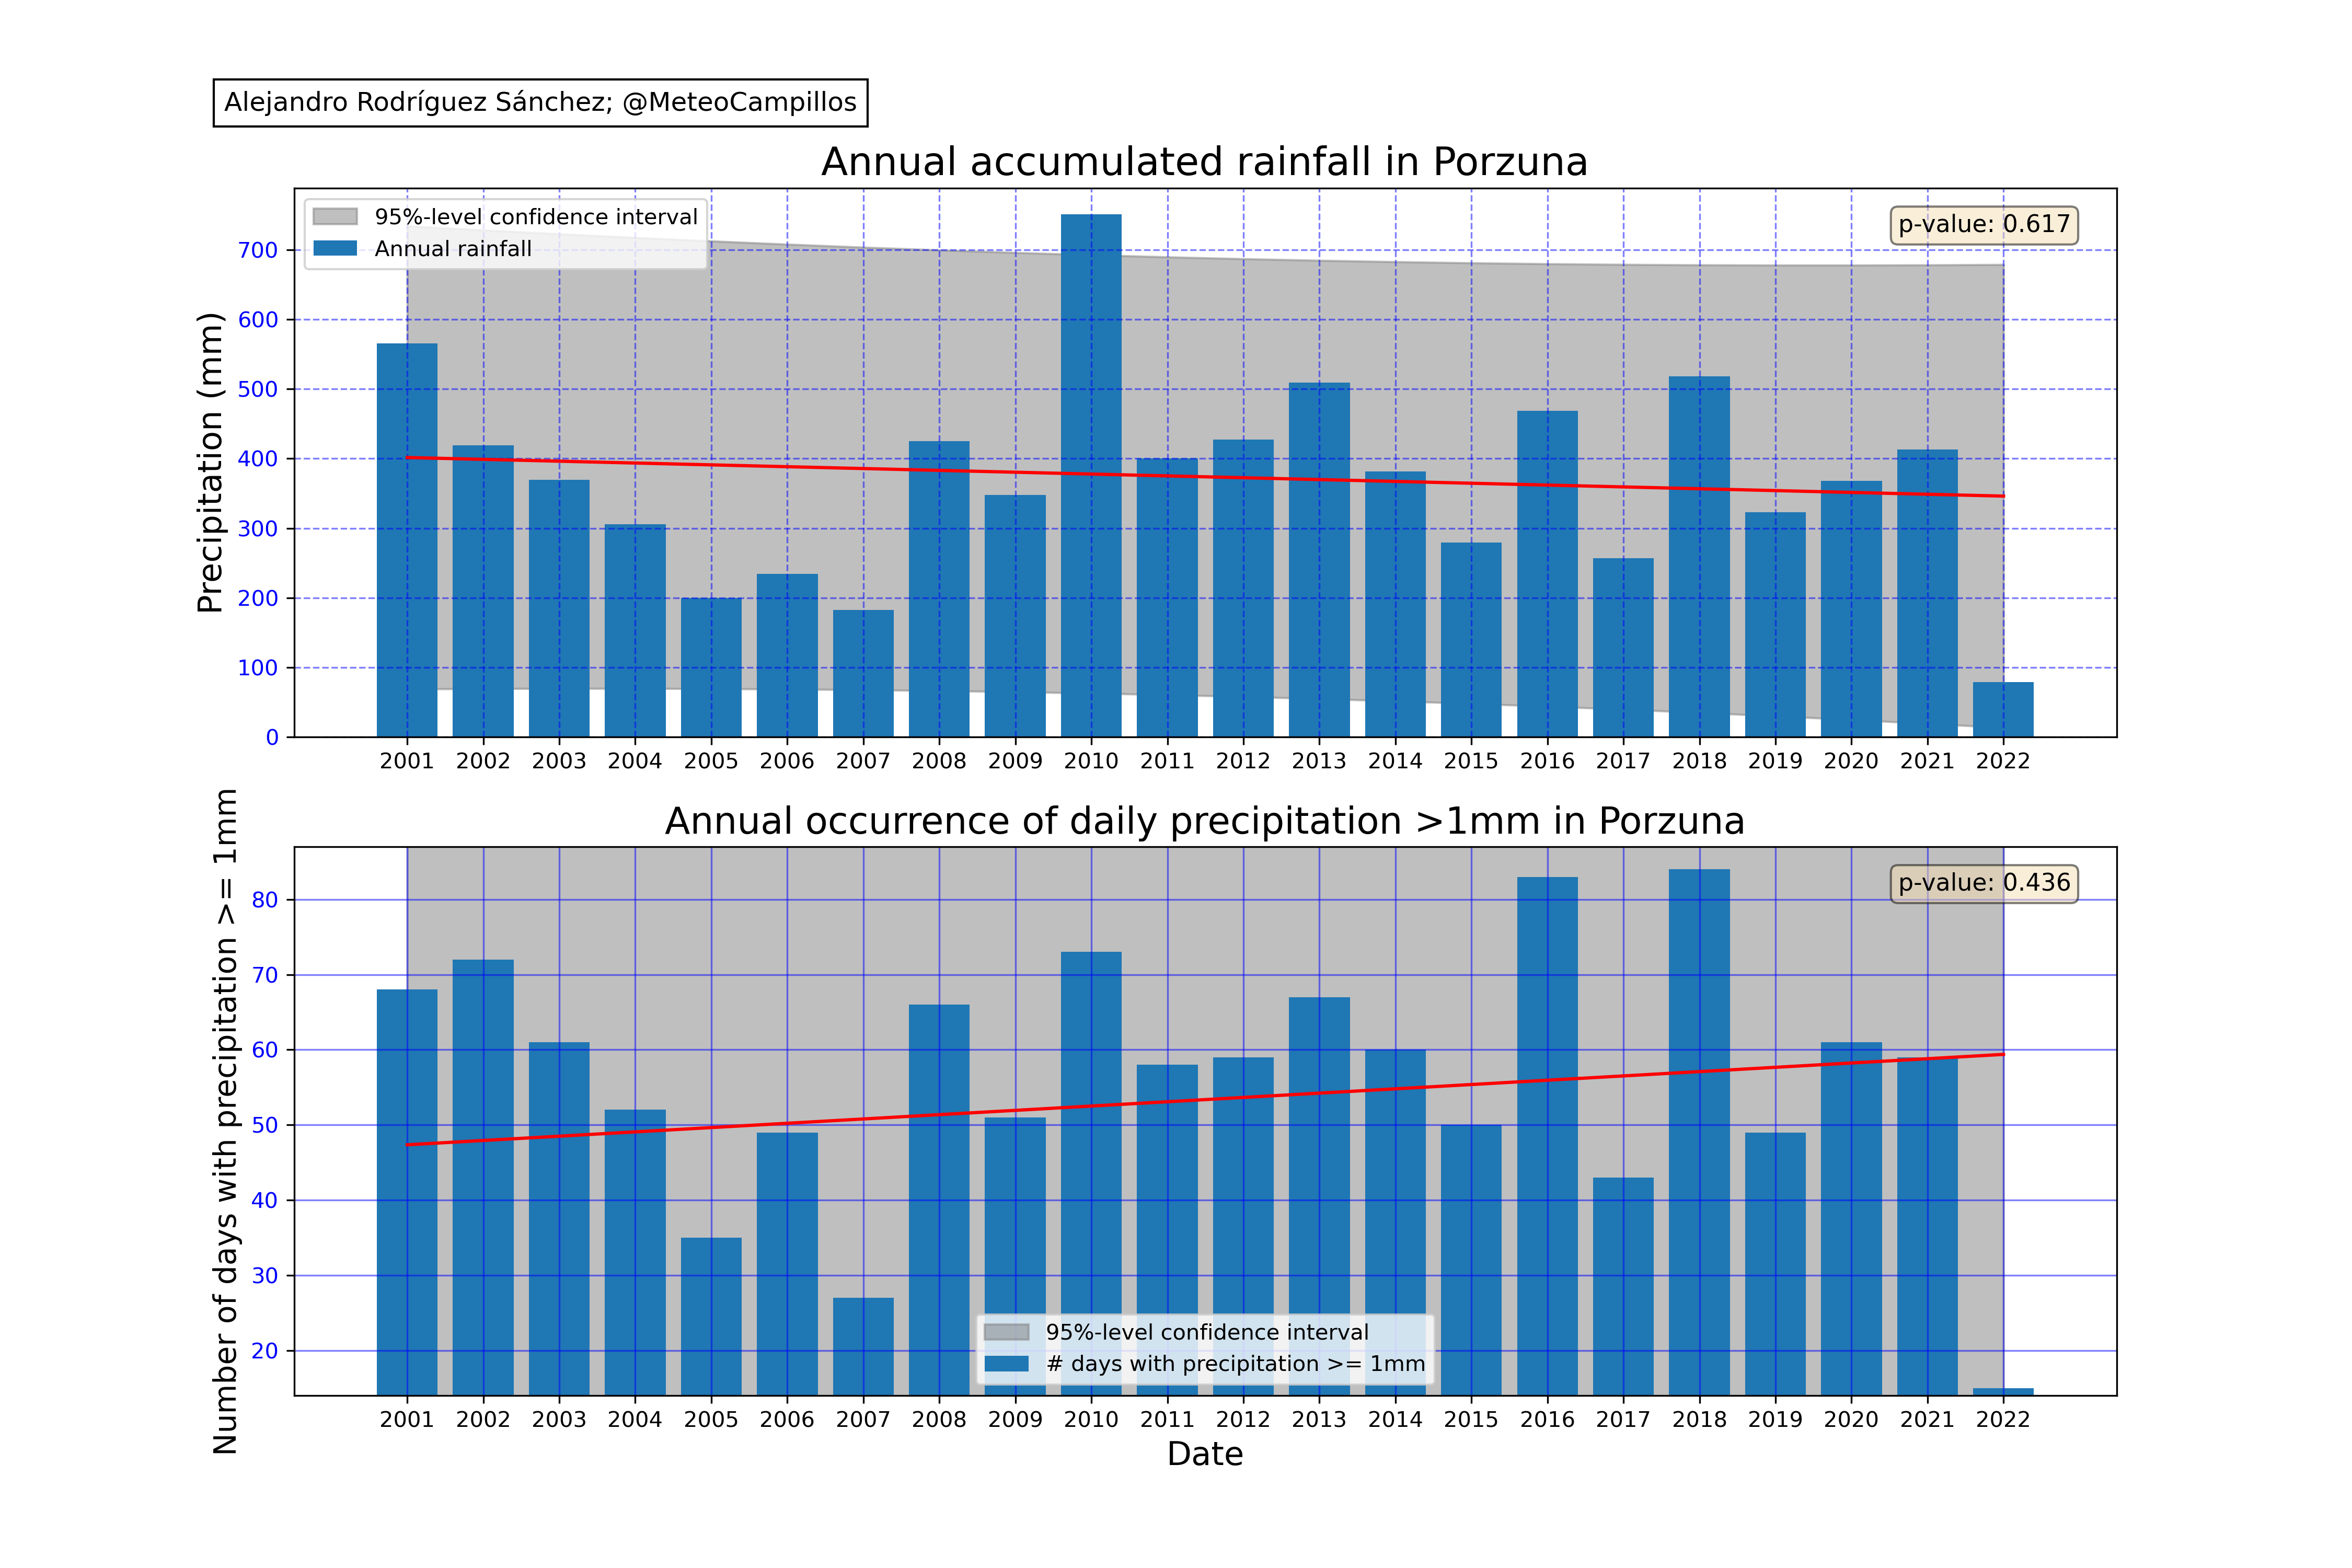 Alejandro Rodríguez Sánchez; @MeteoCampillos
Annual accumulated rainfall in Porzuna
95%-level confidence interval
Annual rainfall
p-value: 0.617
Precipitation (mm)
700
600
500
400
300
200
100
0
2001 2002 2003 2004 2005 2006 2007 2008 2009 2010 2011 2012 2013 2014 2015 2016 2017 2018 2019 2020 2021 2022
Annual occurrence of daily precipitation >1mm in Porzuna
p-value: 0.436
Number of days with precipitation >= 1mm
80
70
60
50
40
30
20
95%-level confidence interval
# days with precipitation >= 1mm
2001 2002 2003 2004 2005 2006 2007 2008 2009 2010 2011 2012 2013 2014 2015 2016 2017 2018 2019 2020 2021 2022
Date